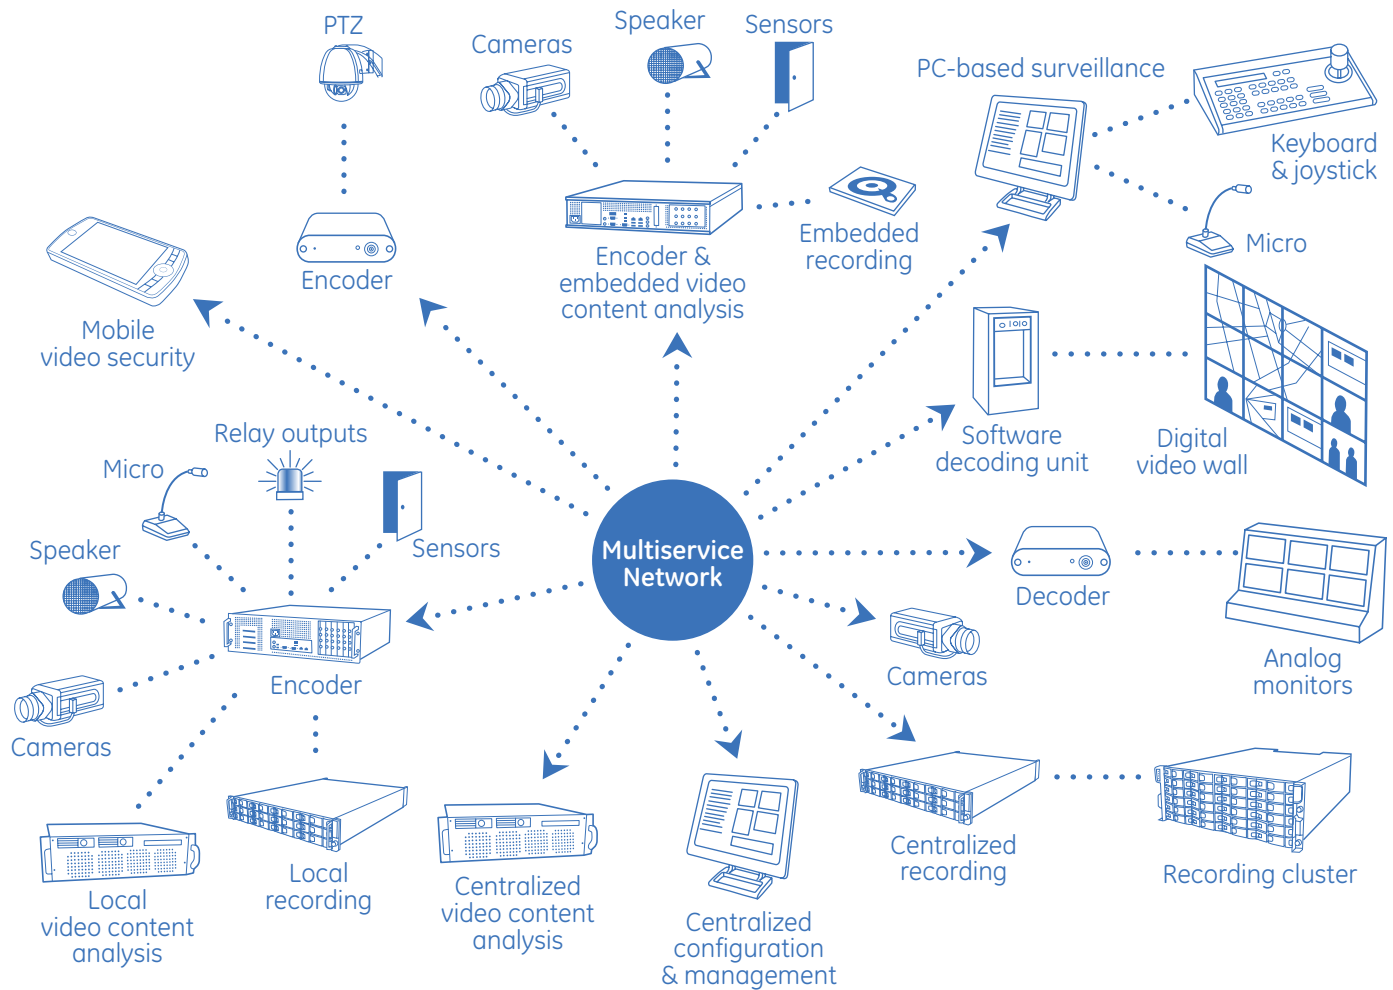 PTZ
Cameras
Speaker
Sensors
PC-based surveillance
Keyboard
& joystick
Micro
Encoder
Encoder &
embedded video
content analysis
Embedded
recording
Mobile
video security
Software
decoding unit
Digital
video wall
Relay outputs
Micro
Sensors
Speaker
Encoder
Cameras
Multiservice
Network
Decoder
Analog
monitors
Cameras
Local
video content
analysis
Local
recording
Centralized
video content
analysis
Centralized
configuration
& management
Centralized
recording
Recording cluster